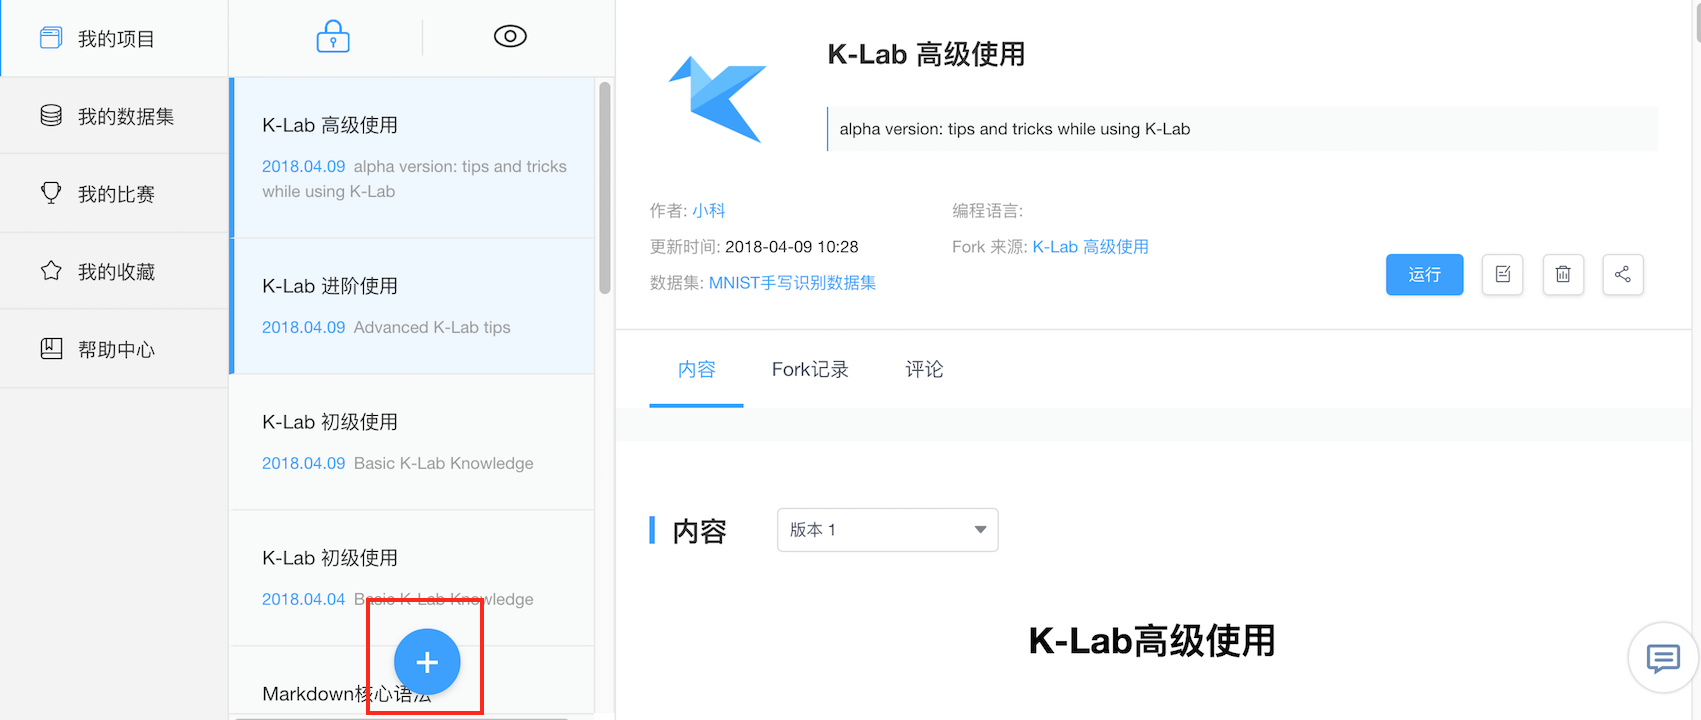 我的项目
我的数据集
我的比赛
我的收藏
帮助中心
K-Lab 高级使用
2018.04.09 alpha version: tips and tricks
while using K-Lab
K-Lab 进阶使用
2018.04.09 Advanced K-Lab tips
K-Lab 初级使用
2018.04.09 Basic K-Lab Knowledge
K-Lab 初级使用
2018.04.04 Basic K-Lab Knowledge
Markdown核心语法
K-Lab 高级使用
alpha version: tips and tricks while using K-Lab
作者: 小科
编程语言:
更新时间: 2018-04-09 10:28
Fork 来源: K-Lab 高级使用
数据集: MNIST手写识别数据集
运行
内容 Fork记录 评论
内容
版本 1
K-Lab高级使用